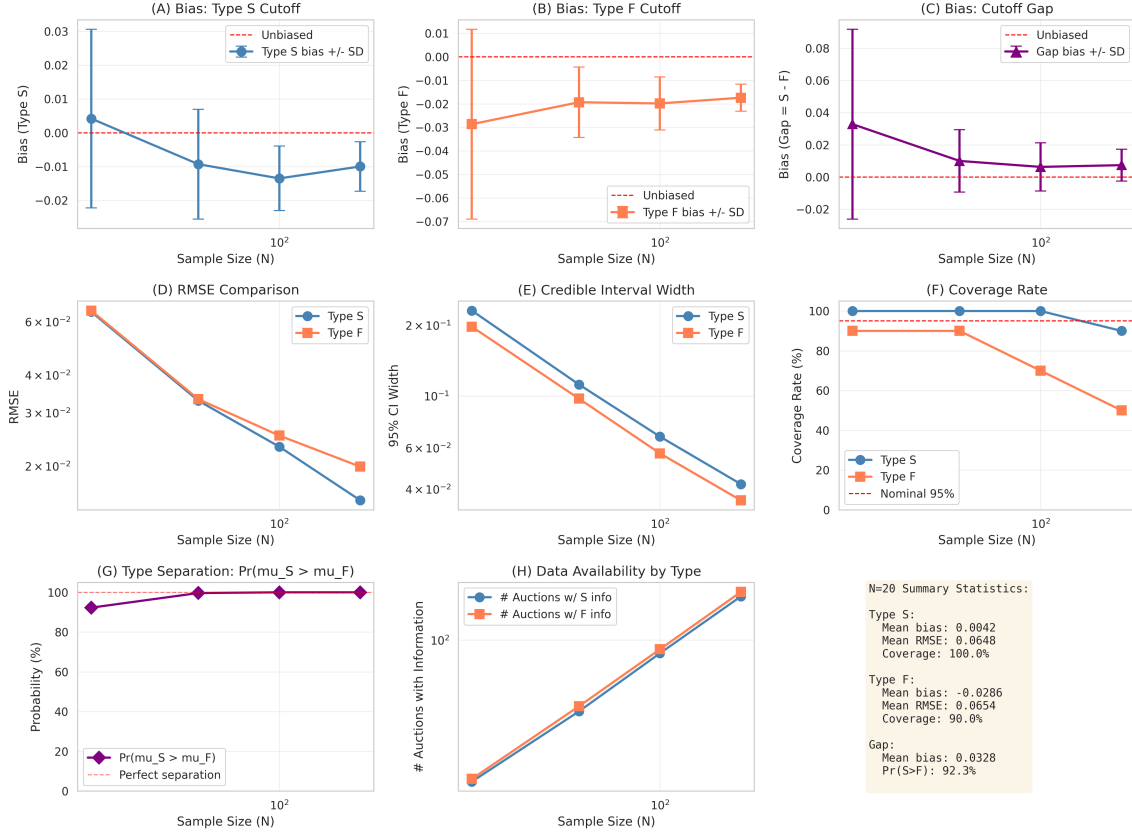 (A) Bias: Type S Cutoff
0.03
0.02
0.01
0.00
−0.01
−0.02
Bias (Type S)
Unbiased
Type S bias +/- SD
10²
Sample Size (N)
(B) Bias: Type F Cutoff
0.01
0.00
−0.01
−0.02
−0.03
−0.04
−0.05
−0.06
−0.07
Bias (Type F)
Unbiased
Type F bias +/- SD
10²
Sample Size (N)
(C) Bias: Cutoff Gap
0.08
0.06
0.04
0.02
0.00
−0.02
Bias (Gap = S - F)
Unbiased
Gap bias +/- SD
10²
Sample Size (N)
(D) RMSE Comparison
6 × 10⁻²
4 × 10⁻²
3 × 10⁻²
2 × 10⁻²
RMSE
Type S
Type F
10²
Sample Size (N)
(E) Credible Interval Width
2 × 10⁻¹
10⁻¹
6 × 10⁻²
4 × 10⁻²
95% CI Width
Type S
Type F
10²
Sample Size (N)
(F) Coverage Rate
100
80
60
40
20
0
Coverage Rate (%)
Type S
Type F
Nominal 95%
10²
Sample Size (N)
(G) Type Separation: Pr(mu_S > mu_F)
100
80
60
40
20
0
Probability (%)
Pr(mu_S > mu_F)
Perfect separation
10²
Sample Size (N)
(H) Data Availability by Type
10²
# Auctions with Information
# Auctions w/ S info
# Auctions w/ F info
10²
Sample Size (N)
N=20 Summary Statistics:
Type S:
Mean bias: 0.0042
Mean RMSE: 0.0648
Coverage: 100.0%
Type F:
Mean bias: -0.0286
Mean RMSE: 0.0654
Coverage: 90.0%
Gap:
Mean bias: 0.0328
Pr(S>F): 92.3%